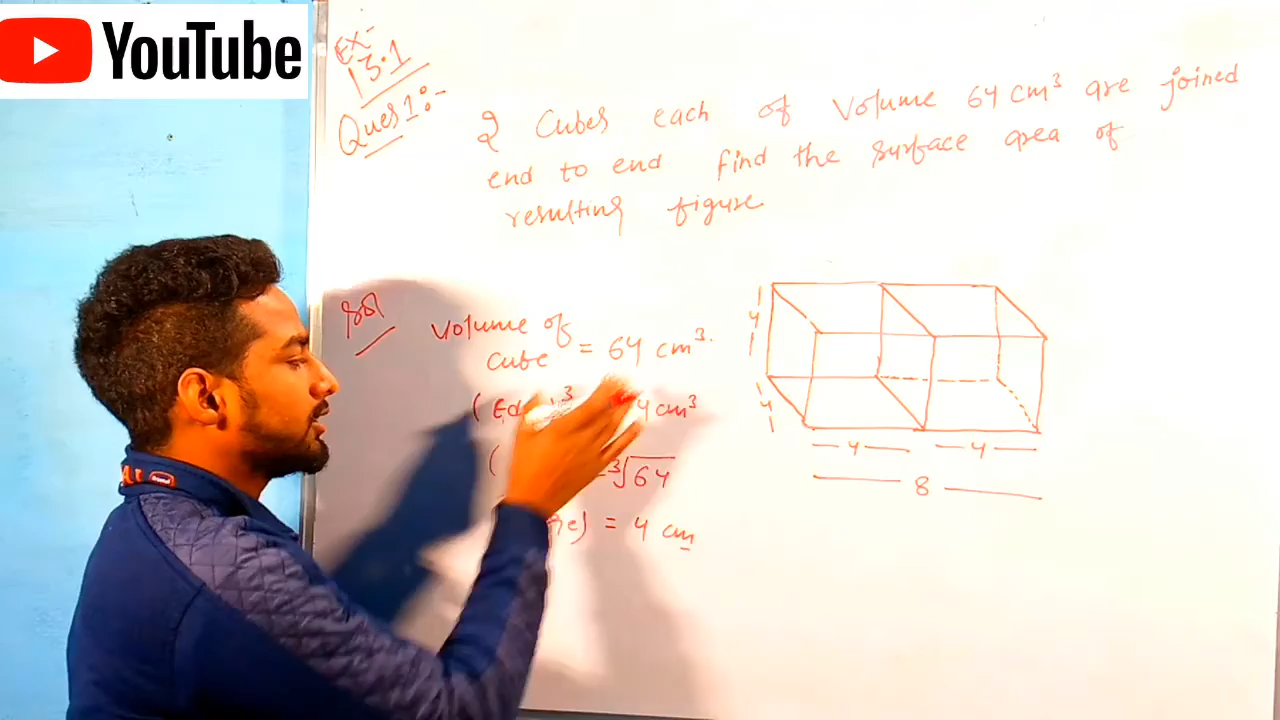 YouTube
Ex-
13.1
Ques1:-
2 Cubes each of Volume 64 cm³ are joined
end to end find the surface area of
resulting figure
Sol
Volume of
cube = 64 cm³.
4 cm³
= ³√64
= 4 cm
4
4
4 4
8